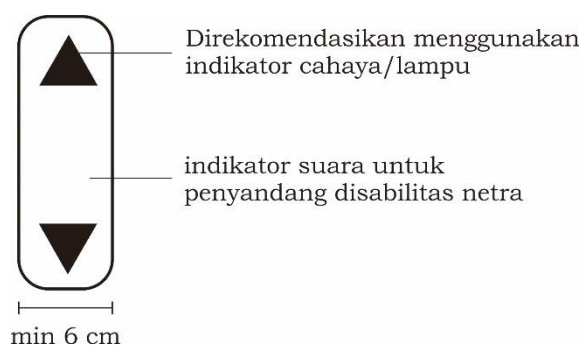 Direkomendasikan menggunakan
indikator cahaya/lampu
indikator suara untuk
penyandang disabilitas netra
min 6 cm